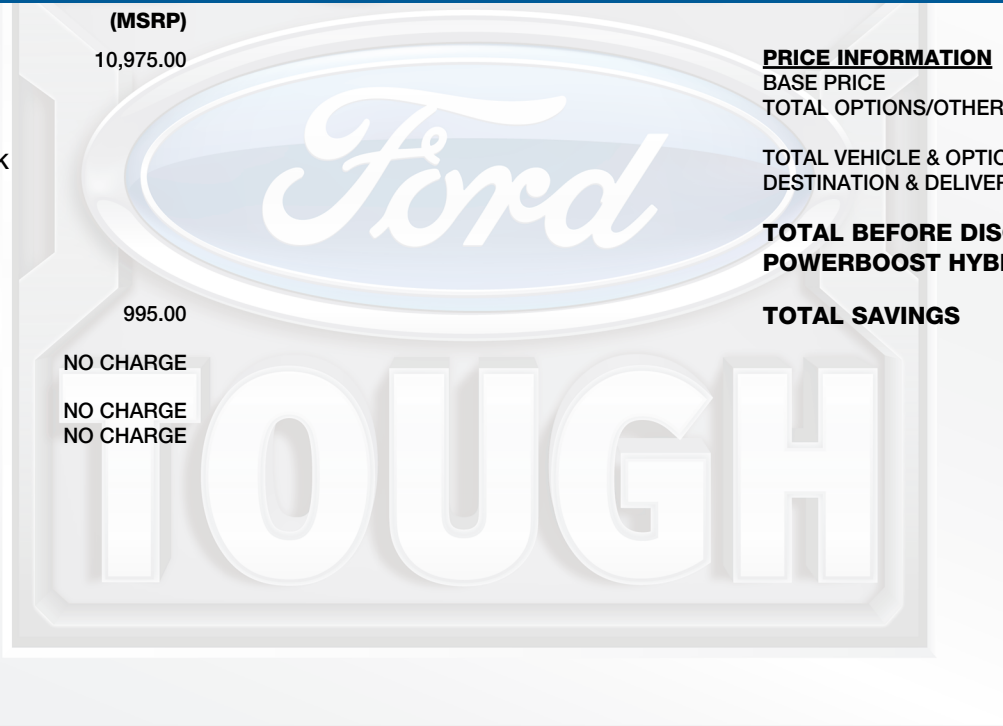 (MSRP)
10,975.00
K
995.00
NO CHARGE
NO CHARGE
NO CHARGE
PRICE INFORMATION
BASE PRICE
TOTAL OPTIONS/OTHER
TOTAL VEHICLE & OPTIO
DESTINATION & DELIVER
TOTAL BEFORE DIS
POWERBOOST HYB
TOTAL SAVINGS
Ford
TOUGH